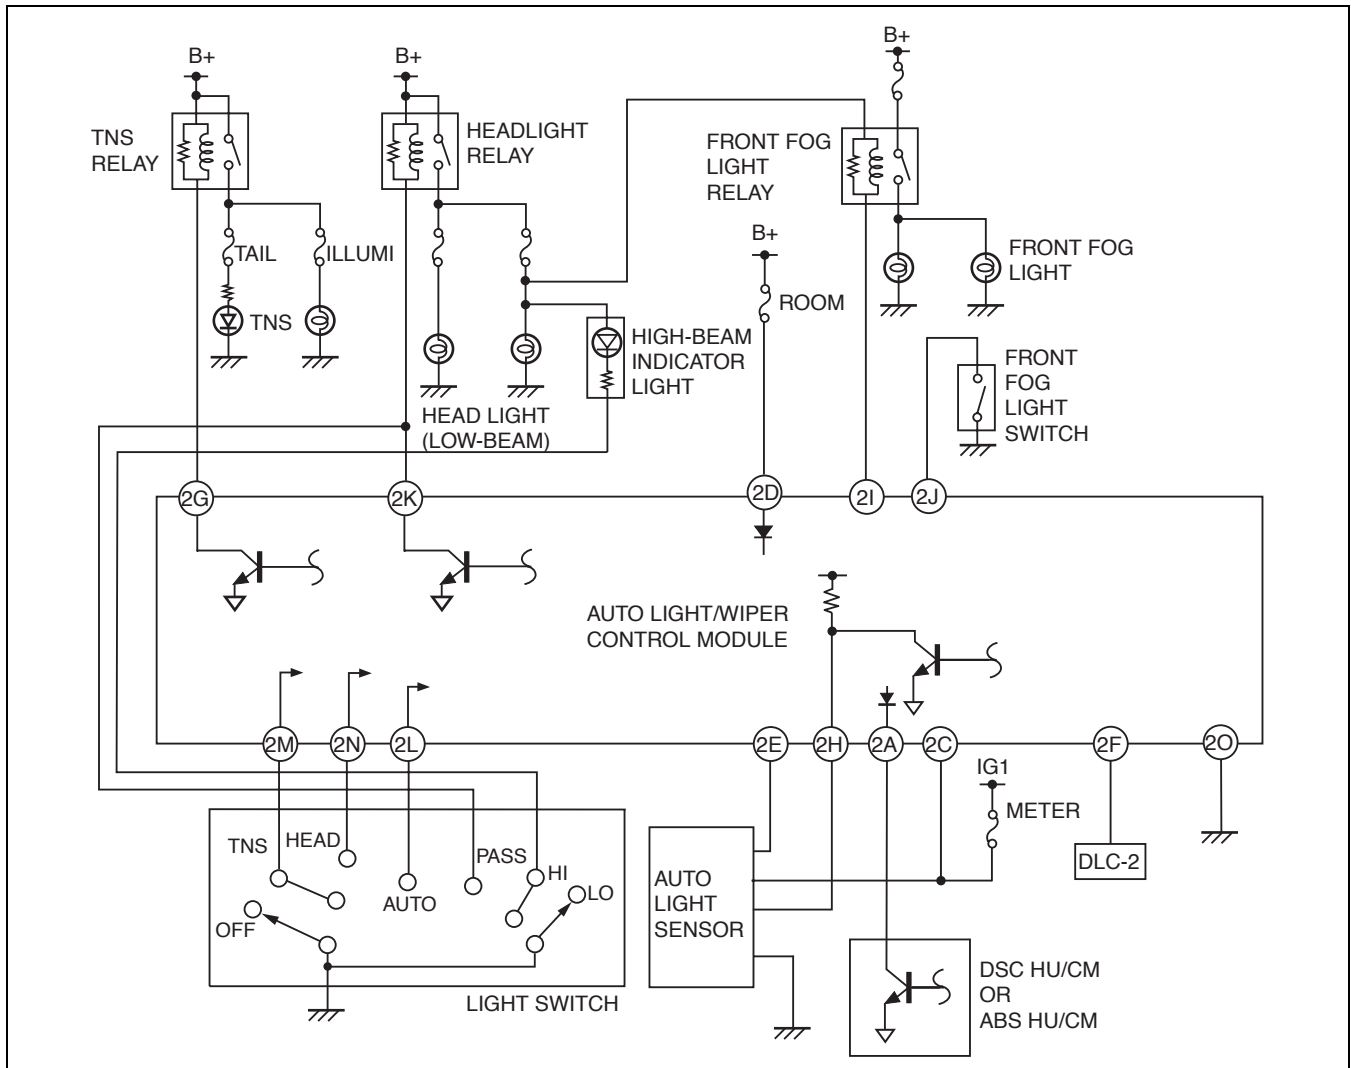 B+
B+
B+
TNS
RELAY
HEADLIGHT
RELAY
FRONT FOG
LIGHT
RELAY
B+
TAIL
ILLUMI
FRONT FOG
LIGHT
ROOM
TNS
HIGH-BEAM
INDICATOR
LIGHT
FRONT
FOG
LIGHT
SWITCH
HEAD LIGHT
(LOW-BEAM)
2G
2K
2D
2I
2J
AUTO LIGHT/WIPER
CONTROL MODULE
2M
2N
2L
2E
2H
2A
2C
2F
2O
IG1
METER
TNS
HEAD
PASS
HI
LO
AUTO
OFF
LIGHT SWITCH
AUTO
LIGHT
SENSOR
DLC-2
DSC HU/CM
OR
ABS HU/CM